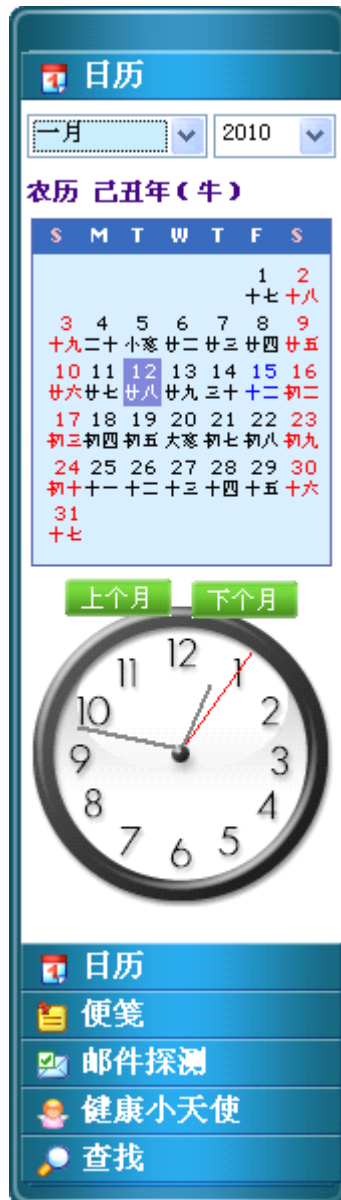 日历
一月 2010
农历 己丑年(牛)
S M T W T F S
1 2
十七 十八
3 4 5 6 7 8 9
十九 二十 小寒 廿二 廿三 廿四 廿五
10 11 12 13 14 15 16
廿六 廿七 廿八 廿九 三十 十二 初二
17 18 19 20 21 22 23
初三 初四 初五 大寒 初七 初八 初九
24 25 26 27 28 29 30
初十 十一 十二 十三 十四 十五 十六
31
十七
上个月 下个月
12
11 1
10 2
9 3
8 4
7 6 5
日历
便笺
邮件探测
健康小天使
查找